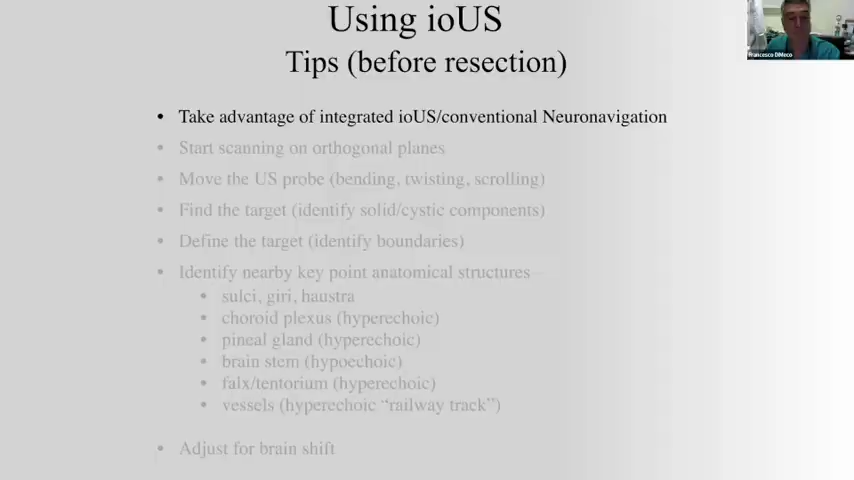 Using ioUS
Tips (before resection)
Francesco DiMeco
• Take advantage of integrated ioUS/conventional Neuronavigation
• Start scanning on orthogonal planes
• Move the US probe (bending, twisting, scrolling)
• Find the target (identify solid/cystic components)
• Define the target (identify boundaries)
• Identify nearby key point anatomical structures
• sulci, giri, haustra
• choroid plexus (hyperechoic)
• pineal gland (hyperechoic)
• brain stem (hypoechoic)
• falx/tentorium (hyperechoic)
• vessels (hyperechoic “railway track”)
• Adjust for brain shift